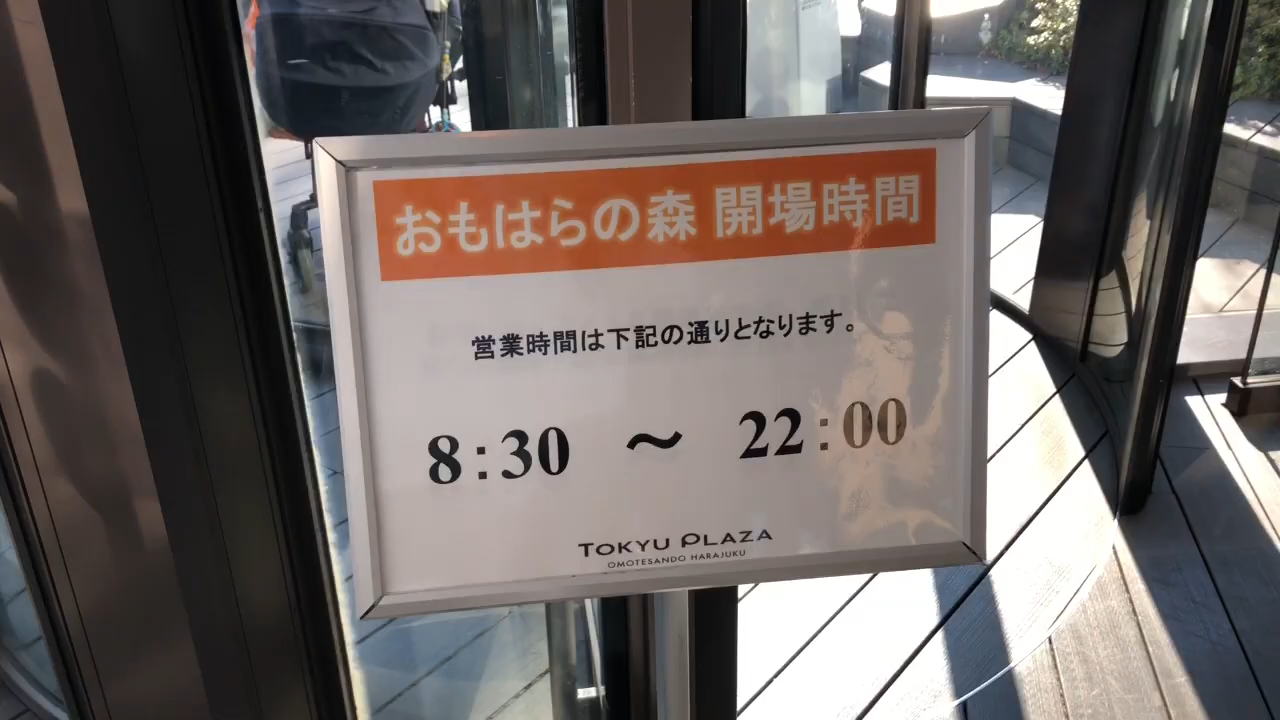 おもはらの森 開場時間
営業時間は下記の通りとなります。
8:30 ～ 22:00
TOKYU PLAZA
OMOTESANDO HARAJUKU